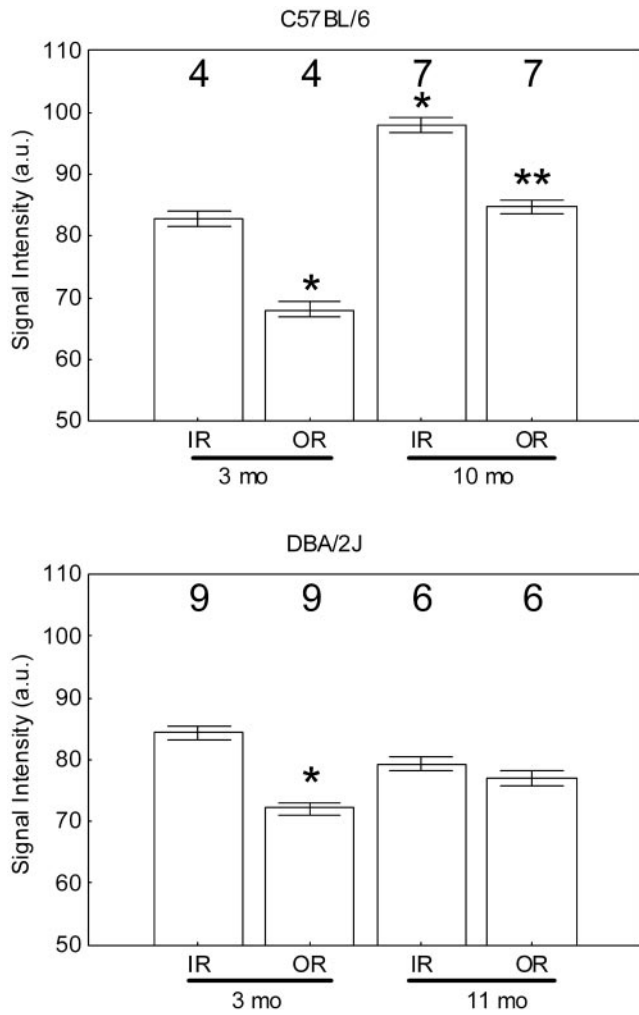 C57BL/6
110
100
90
80
70
60
50
Signal Intensity (a.u.)
4 4 7 7
* * **
IR OR IR OR
3 mo 10 mo
DBA/2J
110
100
90
80
70
60
50
Signal Intensity (a.u.)
9 9 6 6
*
IR OR IR OR
3 mo 11 mo